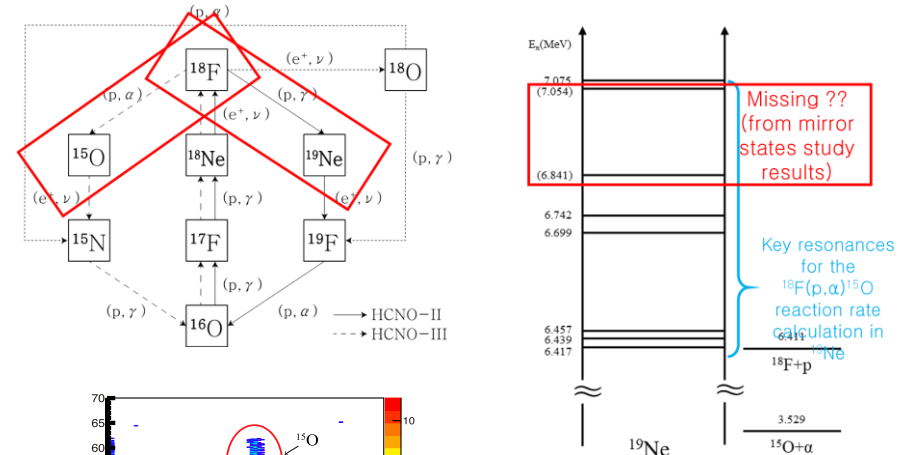 (p, α)
¹⁸F
(e⁺, ν)
¹⁸O
(p, α)
(p, γ)
(e⁺, ν)
¹⁵O
¹⁸Ne
¹⁹Ne
(p, γ)
(e⁺, ν)
(p, γ)
(e⁺, ν)
¹⁵N
¹⁷F
¹⁹F
(p, γ)
(p, γ)
(p, α)
¹⁶O
HCNO-II
HCNO-III
70
65
60
10
¹⁵O
Eₓ(MeV)
7.075
(7.054)
(6.841)
6.742
6.699
6.457
6.439
6.417
Missing ??
(from mirror
states study
results)
Key resonances
for the
¹⁸F(p,α)¹⁵O
reaction rate
calculation in
¹⁹Ne
6.411
¹⁸F+p
3.529
¹⁵O+α
¹⁹Ne